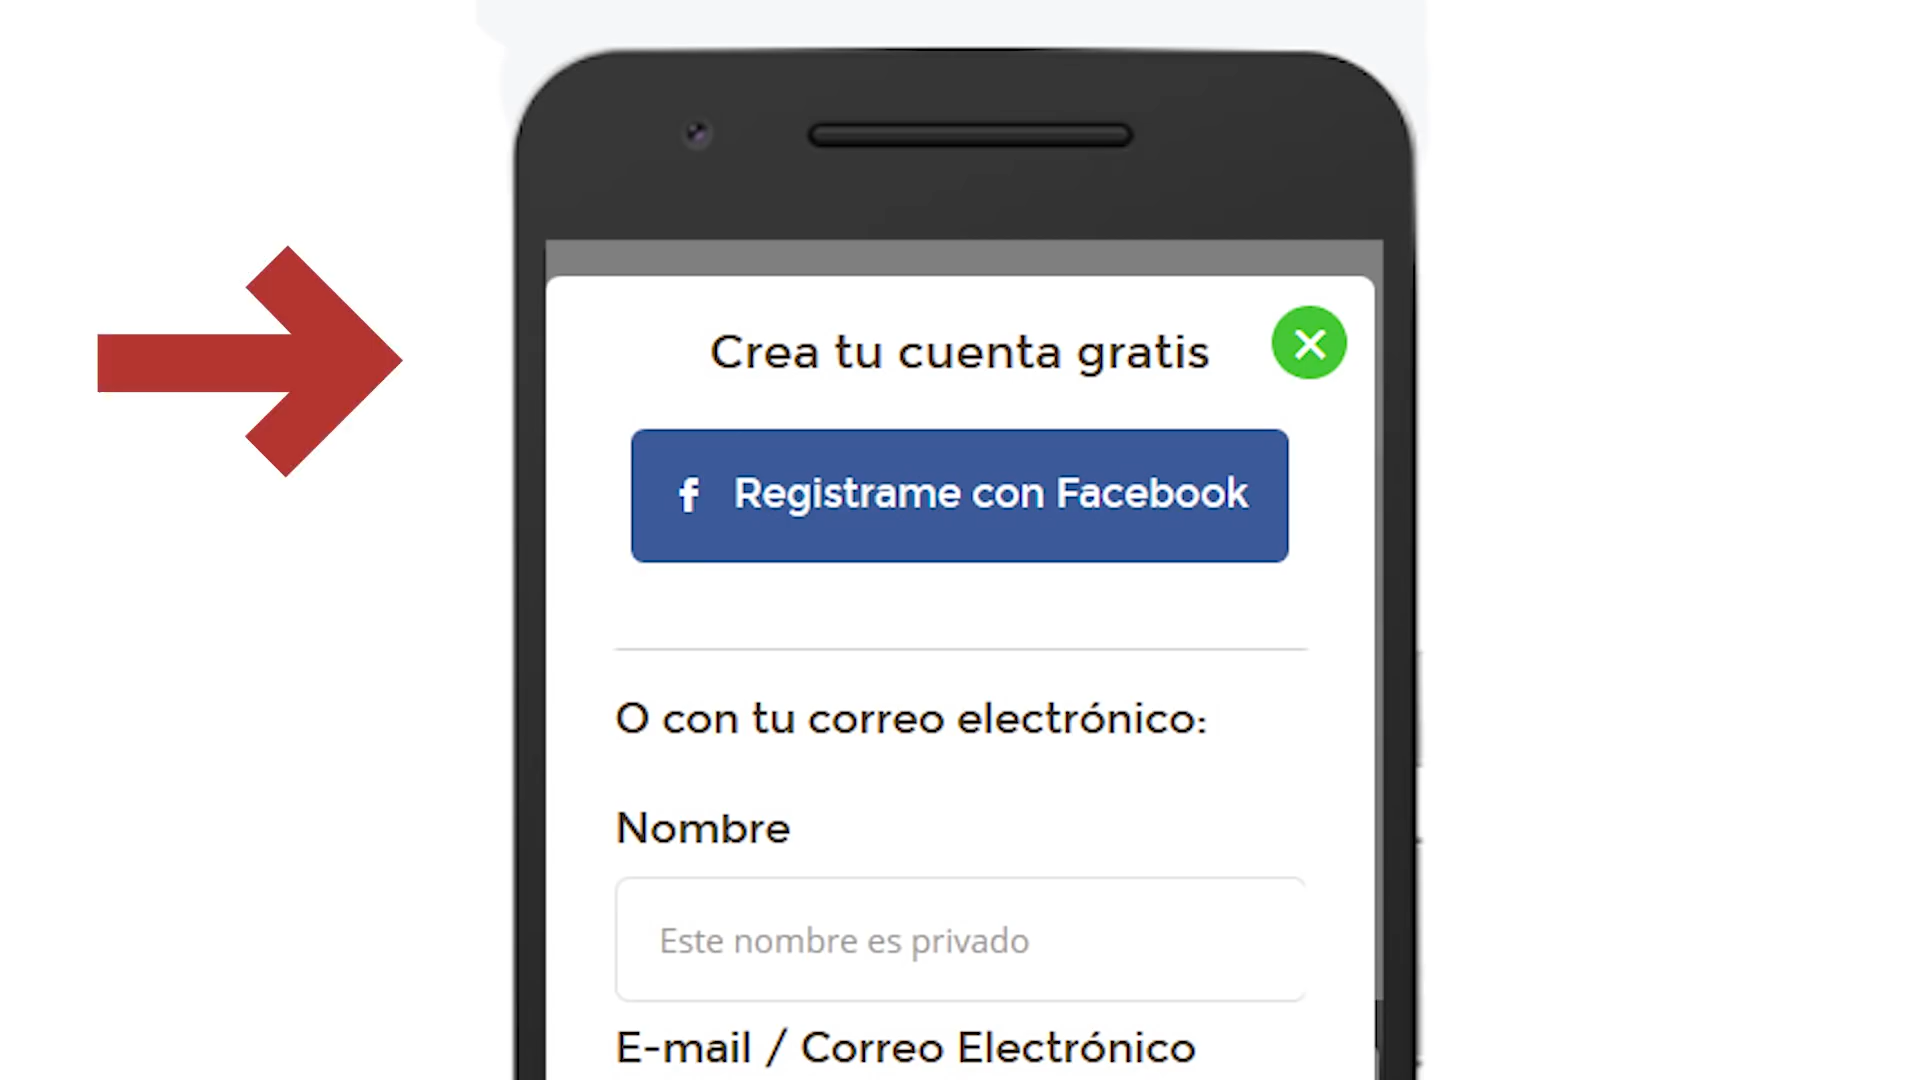 Crea tu cuenta gratis
f Registrame con Facebook
O con tu correo electrónico:
Nombre
Este nombre es privado
E-mail / Correo Electrónico